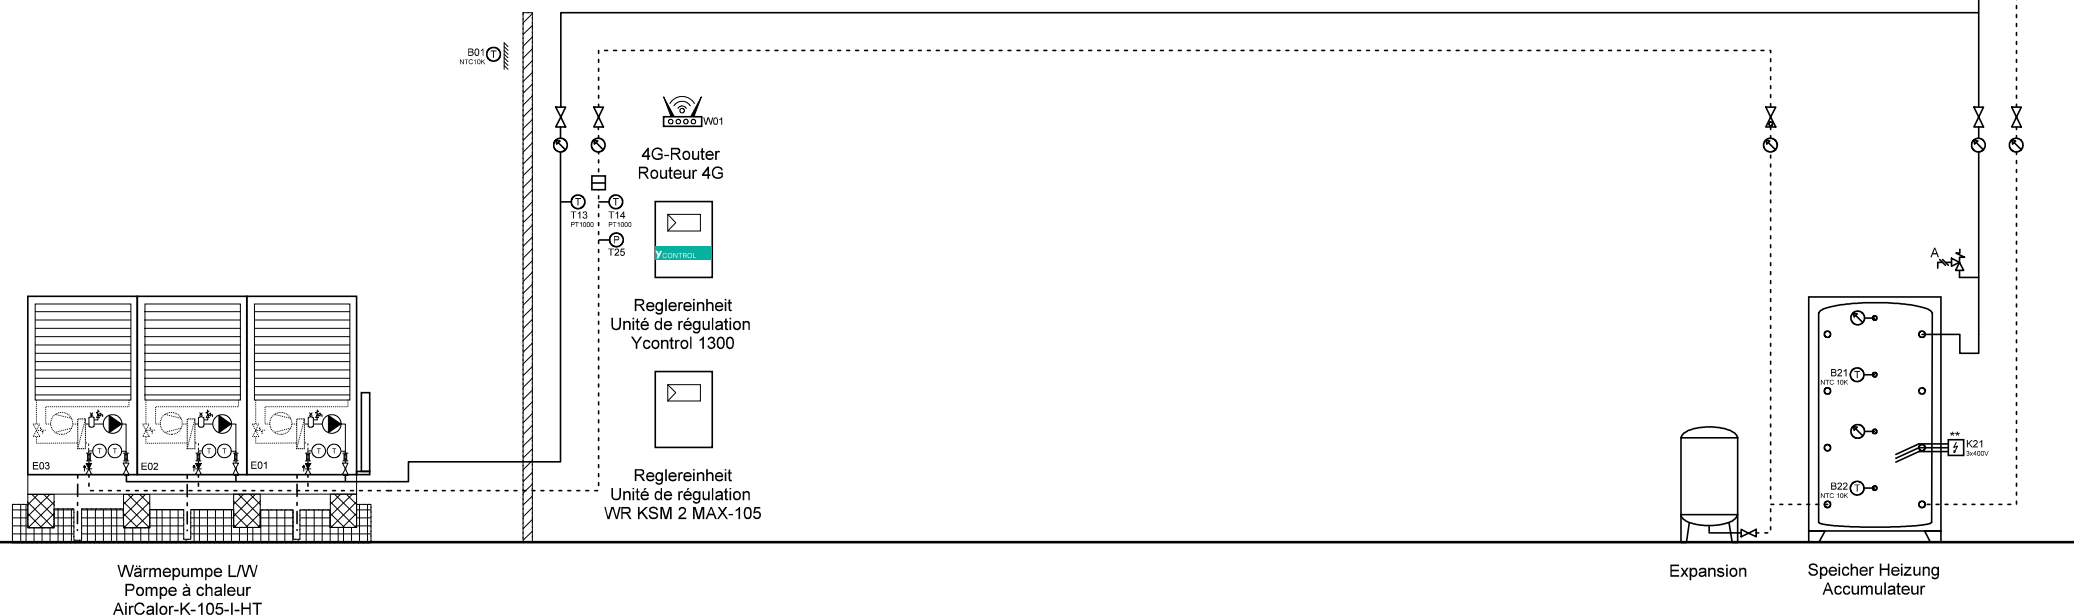 B01
NTC10K
T
W01
4G-Router
Routeur 4G
T
T13
PT1000
T
T14
PT1000
P
T25
yCONTROL
Reglereinheit
Unité de régulation
Ycontrol 1300
Reglereinheit
Unité de régulation
WR KSM 2 MAX-105
T T
E03
T T
E02
T T
E01
Wärmepumpe L/W
Pompe à chaleur
AirCalor-K-105-I-HT
Expansion
A
B21
NTC 10K
T
**
K21
3x400V
B22
NTC 10K
T
Speicher Heizung
Accumulateur